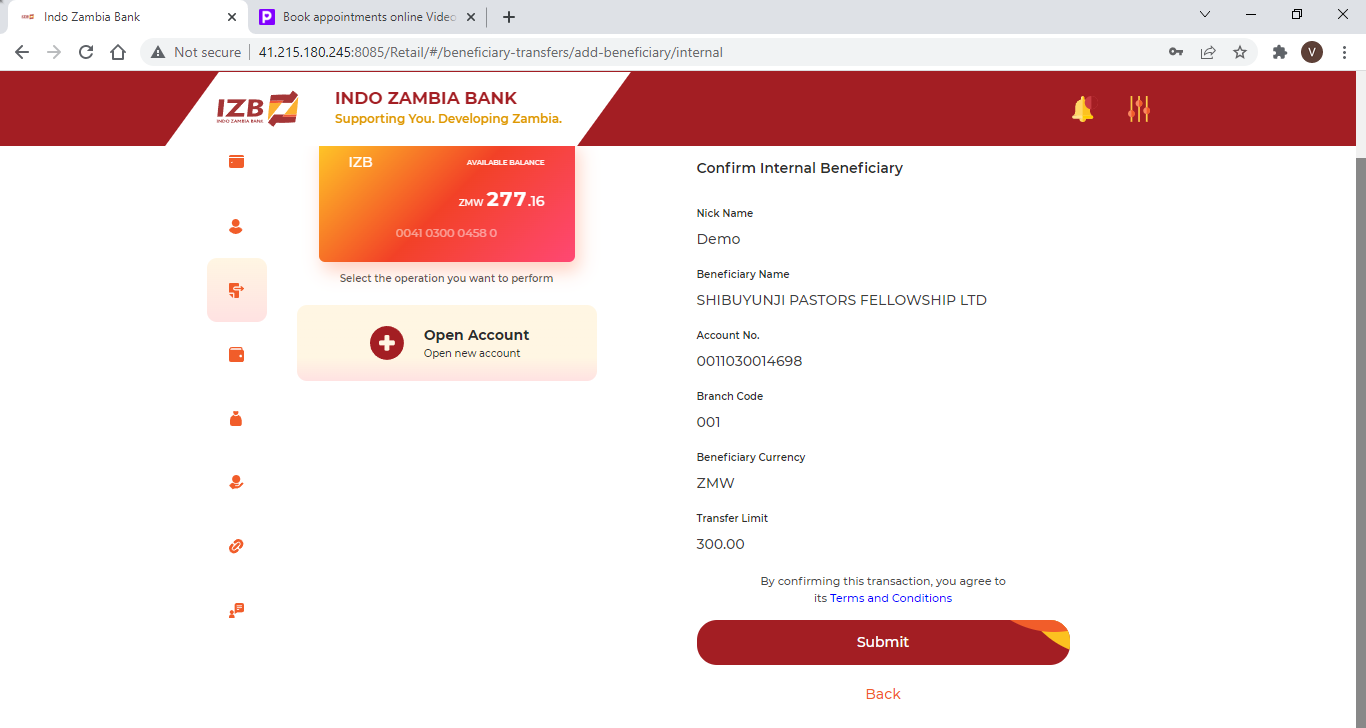 Indo Zambia Bank
Book appointments online Video
Not secure
41.215.180.245:8085/Retail/#/beneficiary-transfers/add-beneficiary/internal
V
IZB
INDO ZAMBIA BANK
INDO ZAMBIA BANK
Supporting You. Developing Zambia.
IZB
AVAILABLE BALANCE
ZMW 277.16
0041 0300 0458 0
Select the operation you want to perform
Open Account
Open new account
Confirm Internal Beneficiary
Nick Name
Demo
Beneficiary Name
SHIBUYUNJI PASTORS FELLOWSHIP LTD
Account No.
0011030014698
Branch Code
001
Beneficiary Currency
ZMW
Transfer Limit
300.00
By confirming this transaction, you agree to
its Terms and Conditions
Submit
Back